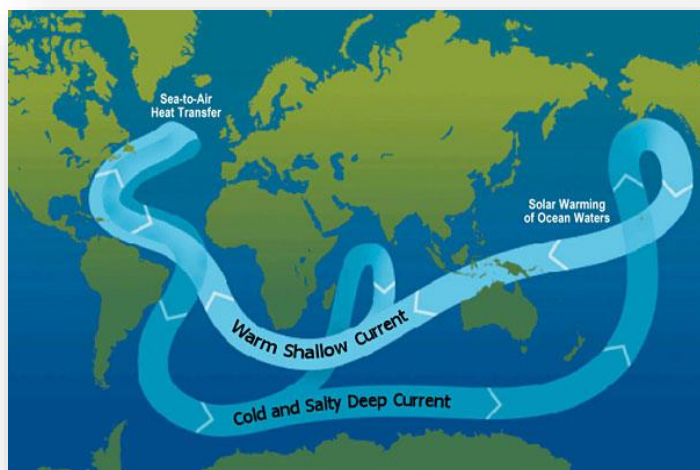 Sea-to-Air
Heat Transfer
Solar Warming
of Ocean Waters
Warm Shallow Current
Cold and Salty Deep Current